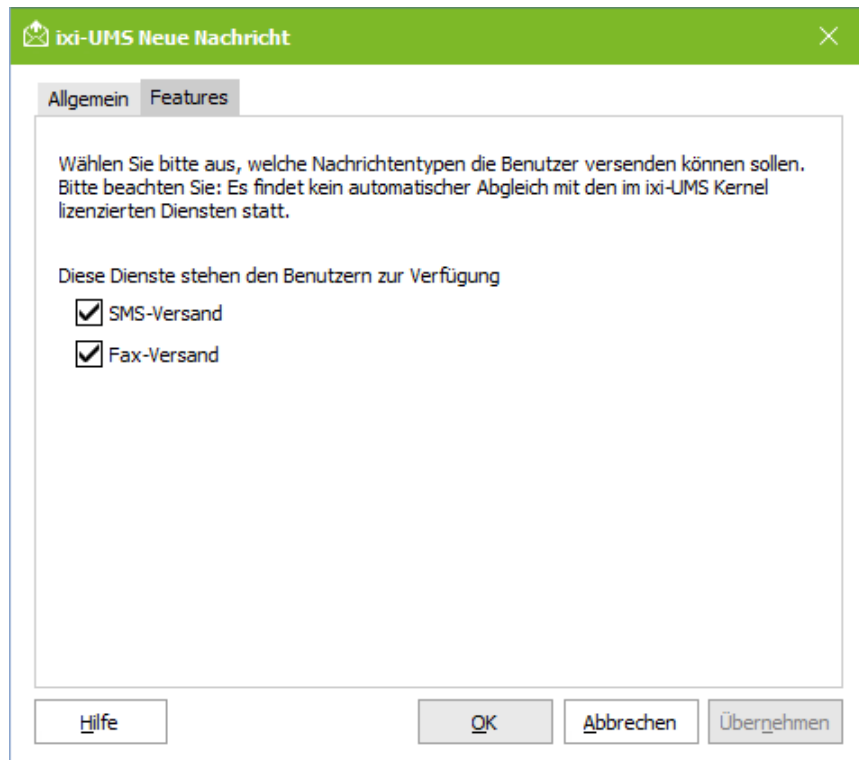 ixi-UMS Neue Nachricht
Allgemein Features
Wählen Sie bitte aus, welche Nachrichtentypen die Benutzer versenden können sollen.
Bitte beachten Sie: Es findet kein automatischer Abgleich mit den im ixi-UMS Kernel
lizenzierten Diensten statt.
Diese Dienste stehen den Benutzern zur Verfügung
SMS-Versand
Fax-Versand
Hilfe OK Abbrechen Übernehmen